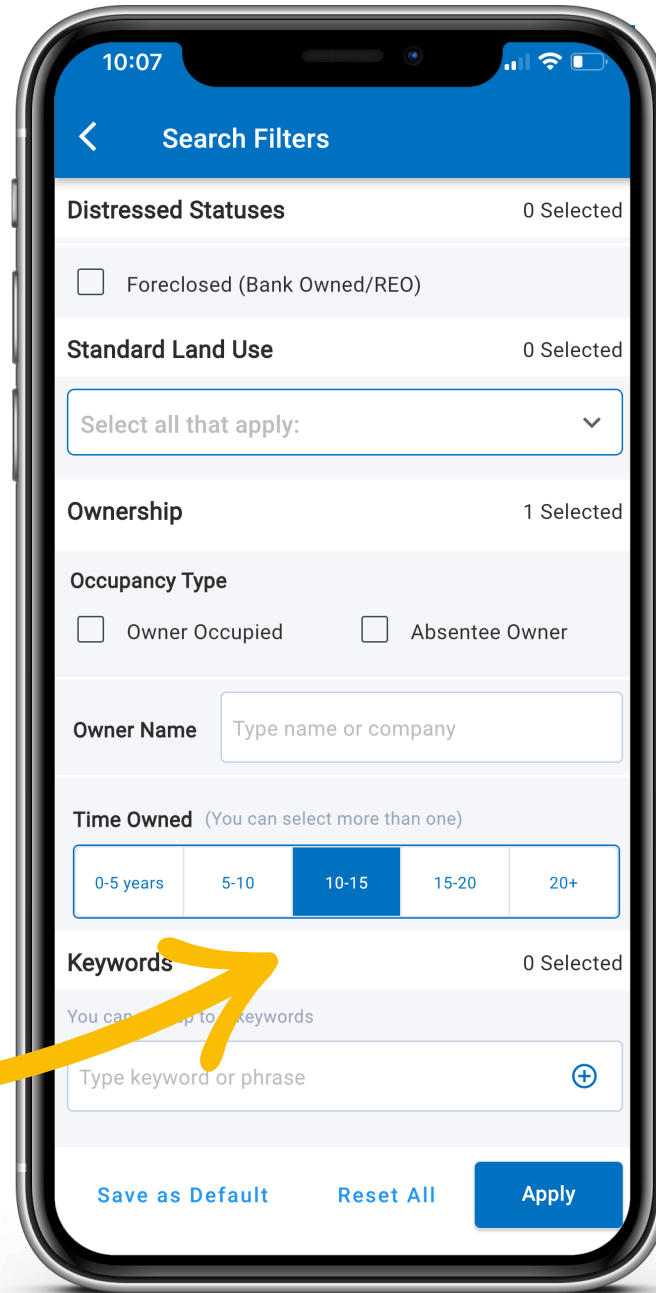 10:07
Search Filters
Distressed Statuses 0 Selected
Foreclosed (Bank Owned/REO)
Standard Land Use 0 Selected
Select all that apply:
Ownership 1 Selected
Occupancy Type
Owner Occupied Absentee Owner
Owner Name Type name or company
Time Owned (You can select more than one)
0-5 years 5-10 10-15 15-20 20+
Keywords 0 Selected
You can up to keywords
Type keyword or phrase
Save as Default Reset All Apply